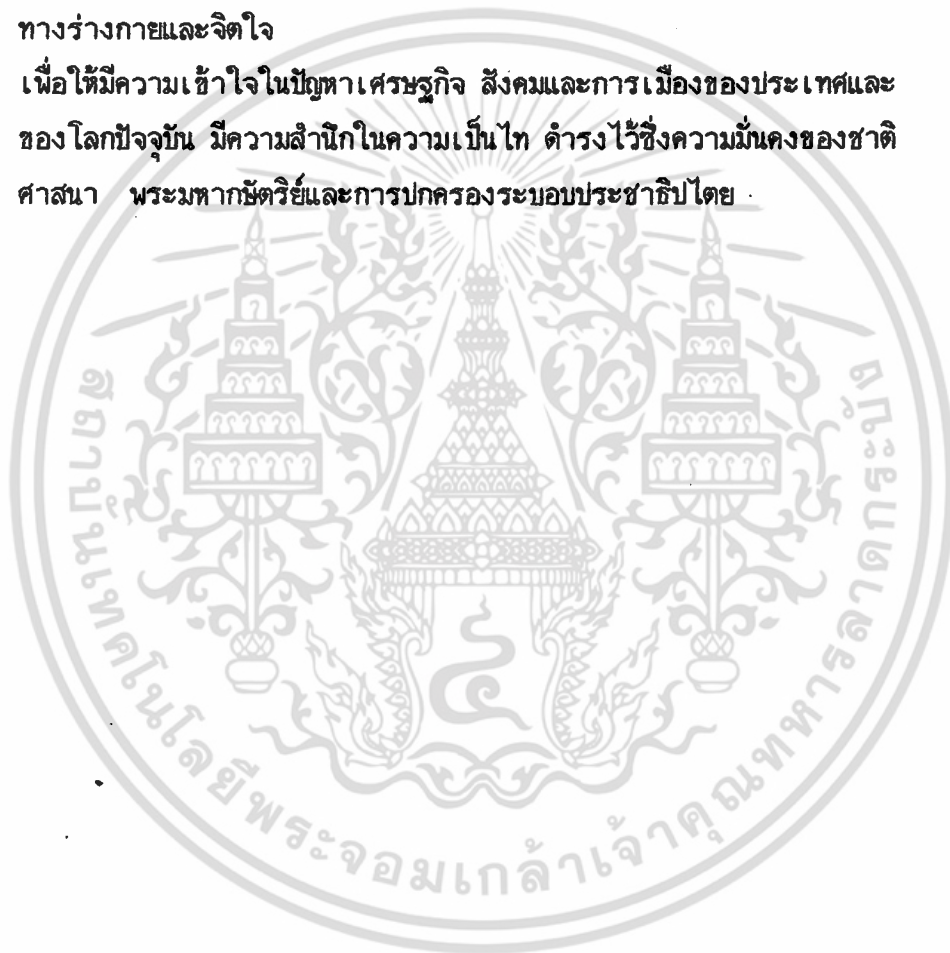 ทางร่างกายและจิตใจ
เพื่อให้มีความเข้าใจในปัญหาเศรษฐกิจ สังคมและการเมืองของประเทศและ
ของโลกปัจจุบัน มีความสำนึกในความเป็นไท ดำรงไว้ซึ่งความมั่นคงของชาติ
ศาสนา พระมหากษัตริย์และการปกครองระบอบประชาธิปไตย
สถาบันเทคโนโลยีพระจอมเกล้าเจ้าคุณทหารลาดกระบัง
๔